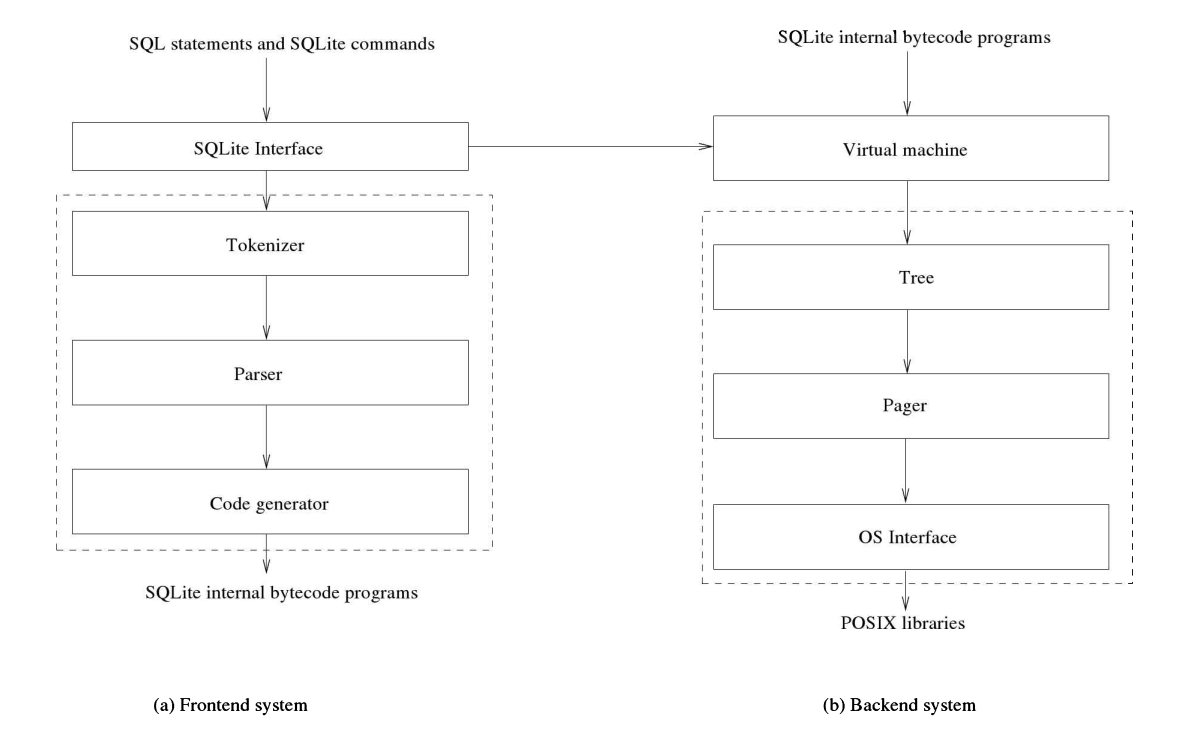 SQL statements and SQLite commands
SQLite Interface
Tokenizer
Parser
Code generator
SQLite internal bytecode programs
(a) Frontend system
SQLite internal bytecode programs
Virtual machine
Tree
Pager
OS Interface
POSIX libraries
(b) Backend system